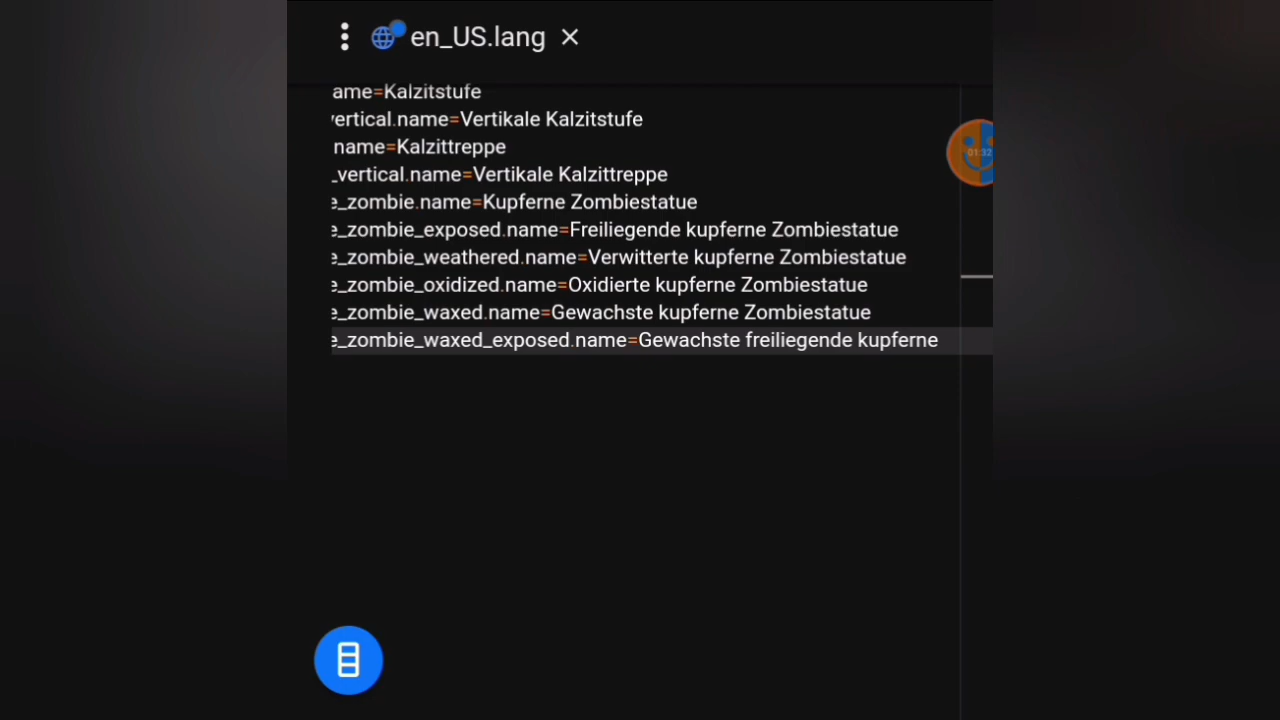 en_US.lang
ame=Kalzitstufe
vertical.name=Vertikale Kalzitstufe
name=Kalzittreppe
_vertical.name=Vertikale Kalzittreppe
e_zombie.name=Kupferne Zombiestatue
e_zombie_exposed.name=Freiliegende kupferne Zombiestatue
e_zombie_weathered.name=Verwitterte kupferne Zombiestatue
e_zombie_oxidized.name=Oxidierte kupferne Zombiestatue
e_zombie_waxed.name=Gewachste kupferne Zombiestatue
e_zombie_waxed_exposed.name=Gewachste freiliegende kupferne
01:32